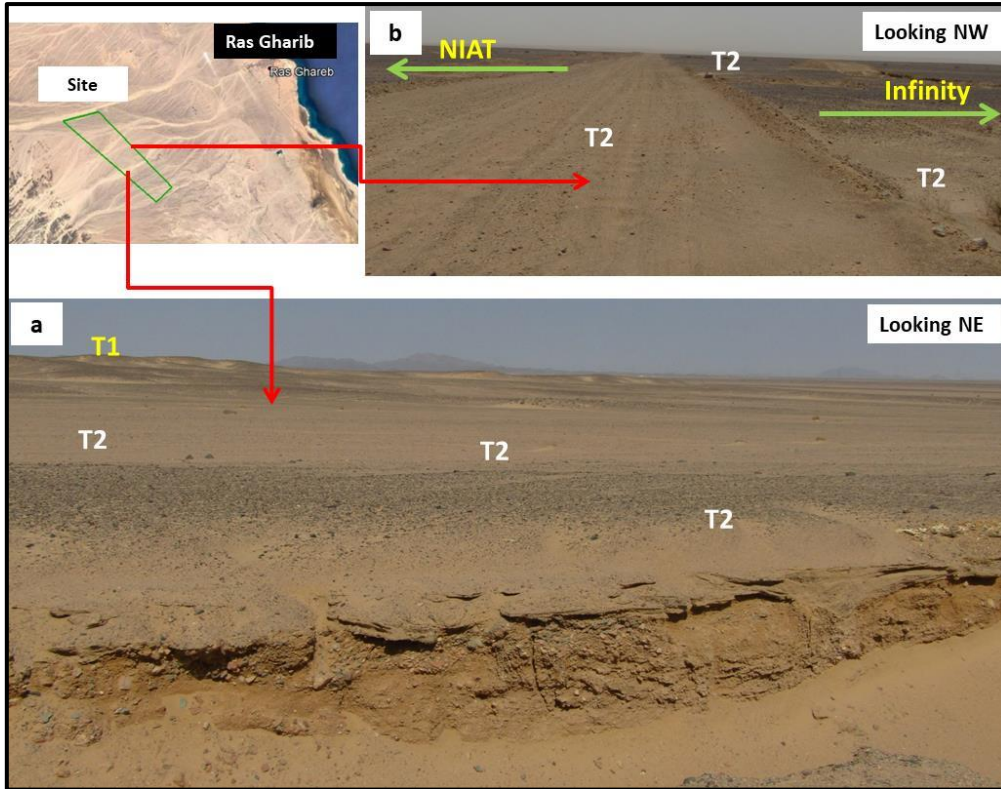 Ras Gharib
Ras Ghareb
Site
b
Looking NW
NIAT
T2
Infinity
T2
T2
a
Looking NE
T1
T2
T2
T2